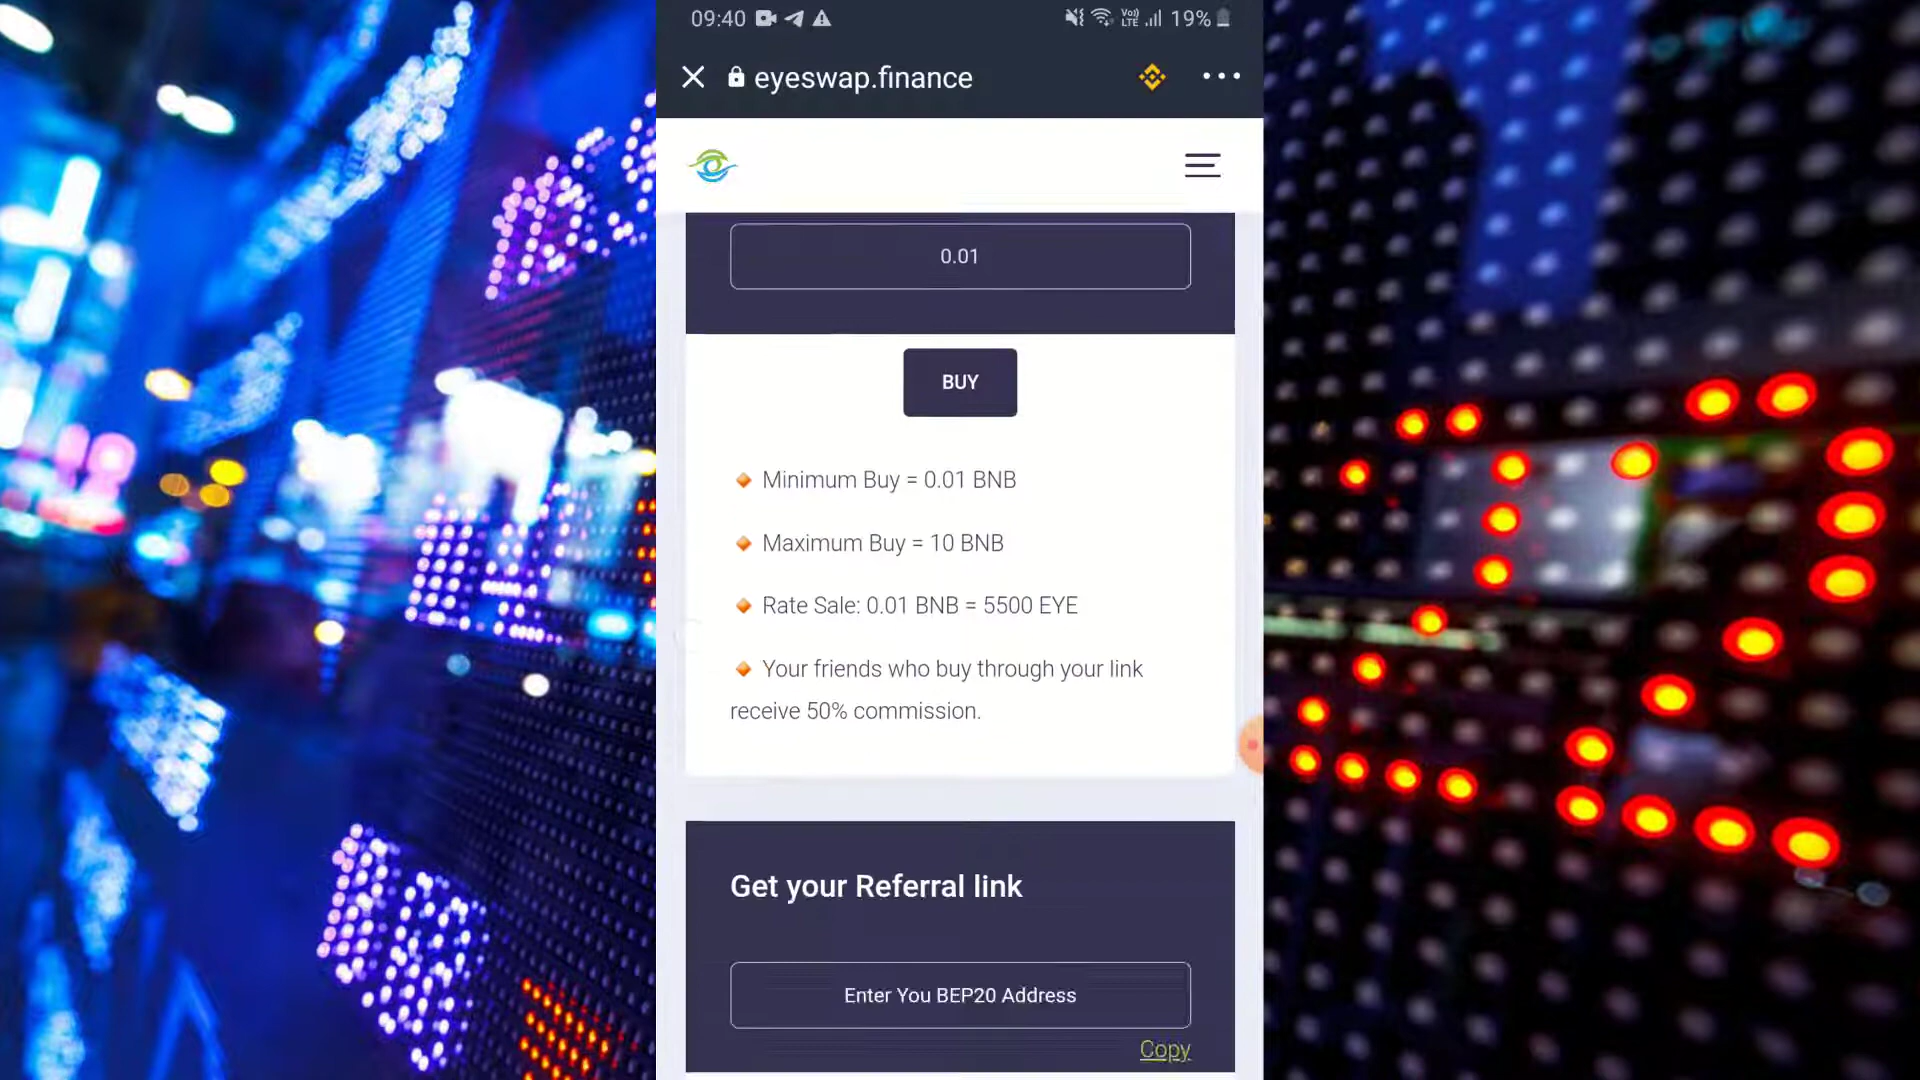 09:40
Vo)) LTE 19%
eyeswap.finance
0.01
BUY
Minimum Buy = 0.01 BNB
Maximum Buy = 10 BNB
Rate Sale: 0.01 BNB = 5500 EYE
Your friends who buy through your link
receive 50% commission.
Get your Referral link
Enter You BEP20 Address
Copy